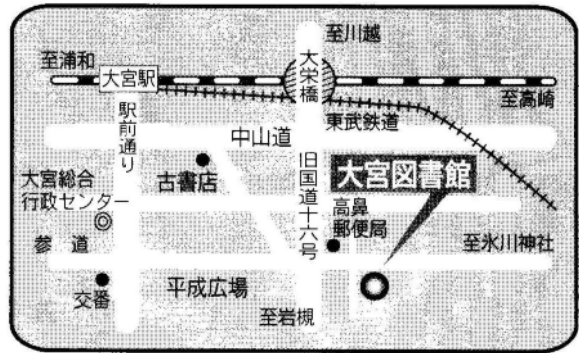 至川越
至浦和
大宮駅
大栄橋
至高崎
駅前通り
中山道
東武鉄道
古書店
旧国道十六号
大宮図書館
大宮総合
行政センター
高鼻
郵便局
参道
至氷川神社
交番
平成広場
至岩槻